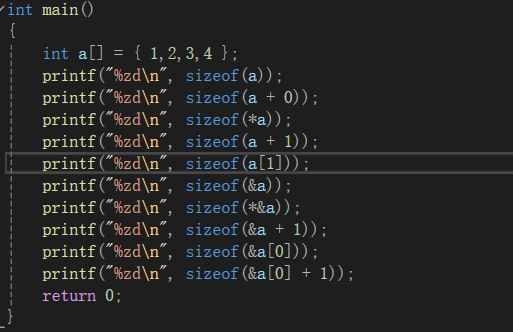 int main()
{
int a[] = { 1,2,3,4 };
printf("%zd\n", sizeof(a));
printf("%zd\n", sizeof(a + 0));
printf("%zd\n", sizeof(*a));
printf("%zd\n", sizeof(a + 1));
printf("%zd\n", sizeof(a[1]));
printf("%zd\n", sizeof(&a));
printf("%zd\n", sizeof(*&a));
printf("%zd\n", sizeof(&a + 1));
printf("%zd\n", sizeof(&a[0]));
printf("%zd\n", sizeof(&a[0] + 1));
return 0;
}